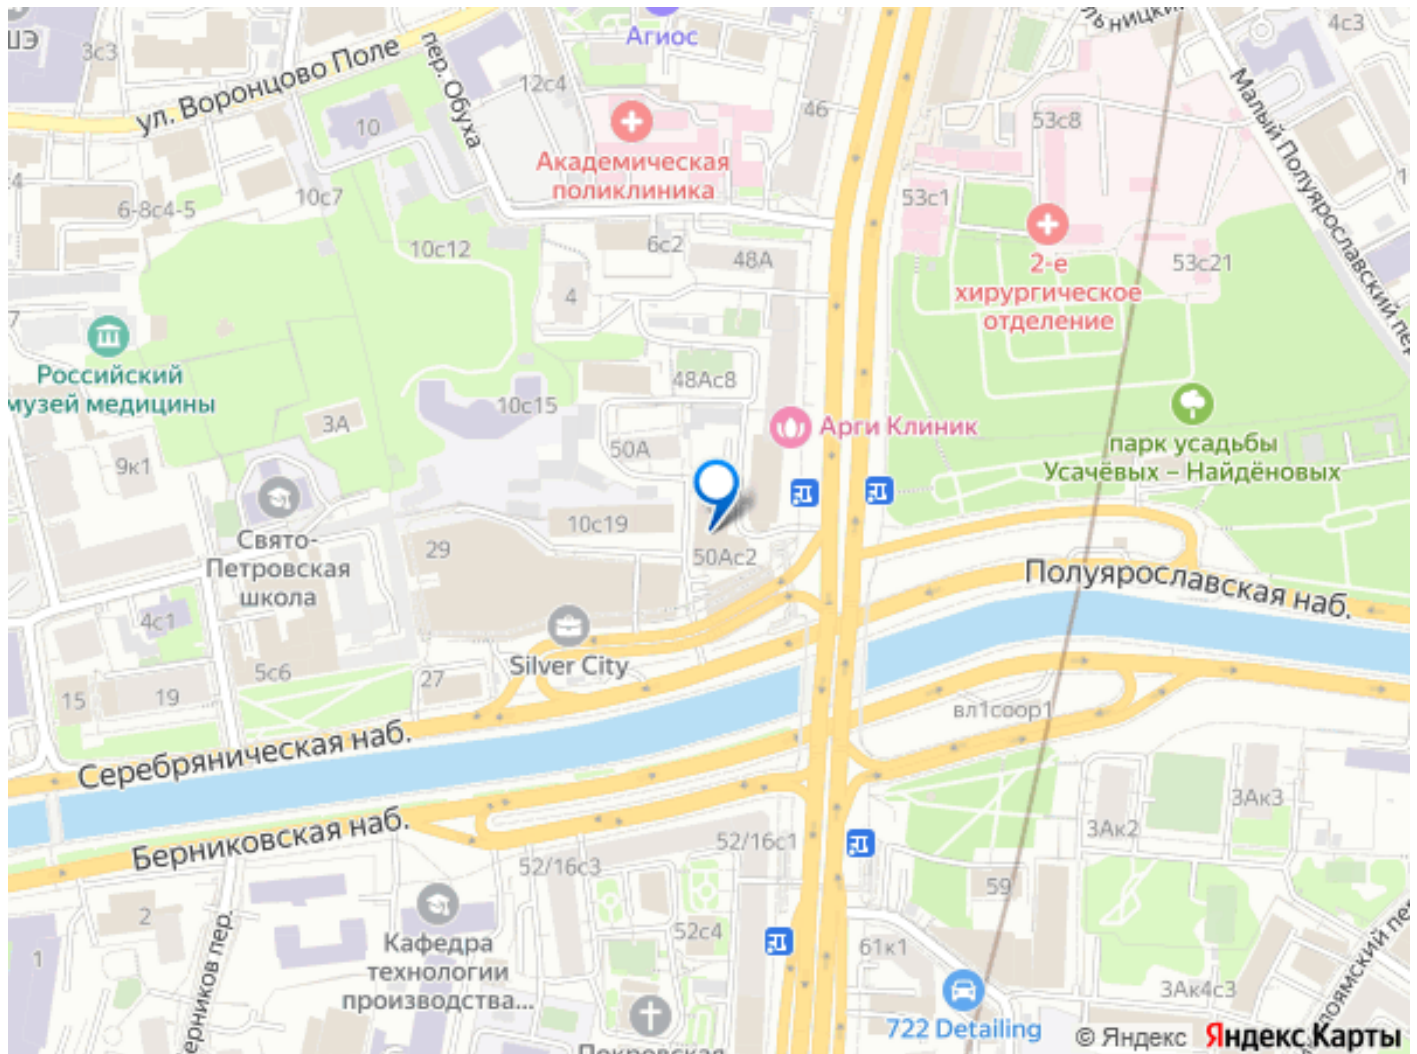 ШЭ
3с3
ул. Воронцово Поле
пер. Обуха
Агиос
12с4
46
4с3
Малый Полуярославский пер.
10
Академическая
поликлиника
53с8
53с1
6-8с4-5
10с7
10с12
6с2
48А
4
2-е
хирургическое
отделение
53с21
Российский
музей медицины
48Ас8
10с15
3А
Арги Клиник
парк усадьбы
Усачёвых – Найдёновых
50А
9к1
10с19
Свято-
Петровская
школа
29
50Ас2
Полуярославская наб.
4с1
Silver City
5с6
27
15
19
вл1соор1
Серебряническая наб.
3Ак3
3Ак2
Берниковская наб.
52/16с1
52/16с3
59
2
Кафедра
технологии
производства...
52с4
61к1
1
3Ак4с3
722 Detailing
© Яндекс
Яндекс Карты